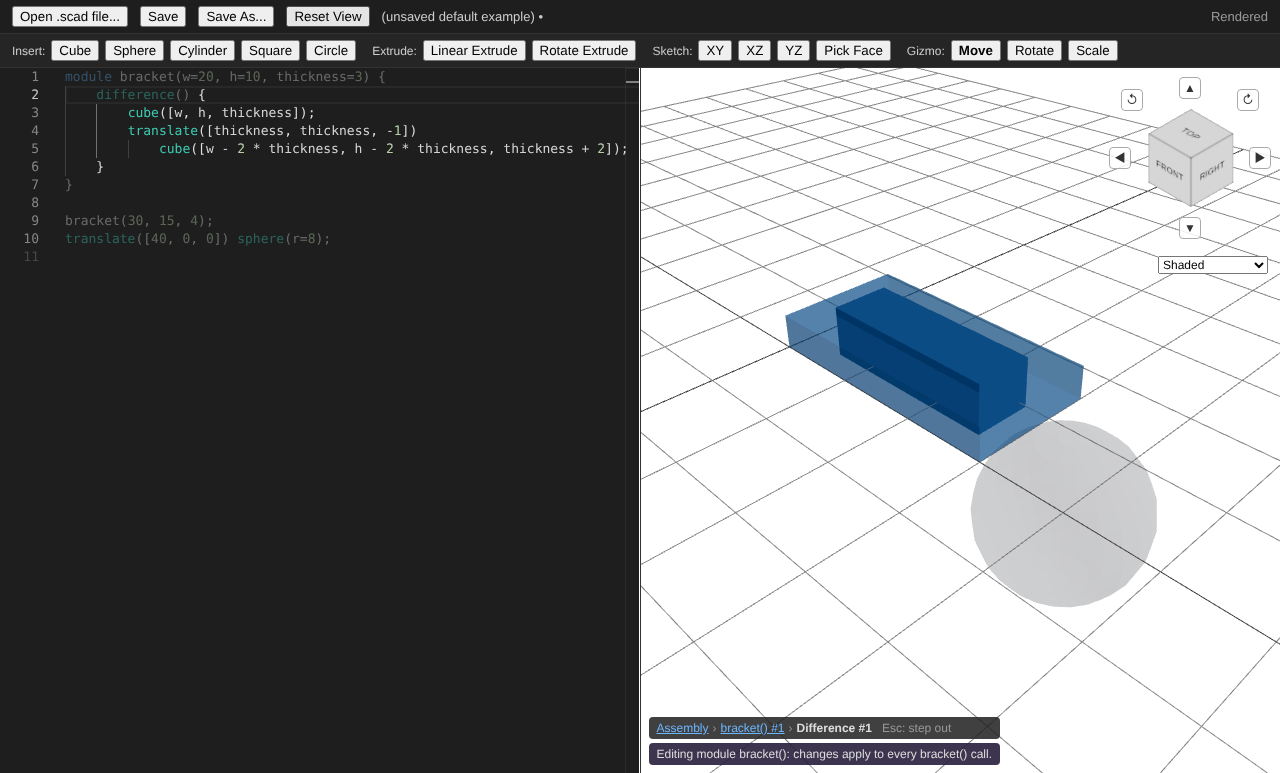 Open .scad file... Save Save As... Reset View (unsaved default example) • Rendered
Insert: Cube Sphere Cylinder Square Circle Extrude: Linear Extrude Rotate Extrude Sketch: XY XZ YZ Pick Face Gizmo: Move Rotate Scale
1 module bracket(w=20, h=10, thickness=3) {
2 difference() {
3 cube([w, h, thickness]);
4 translate([thickness, thickness, -1])
5 cube([w - 2 * thickness, h - 2 * thickness, thickness + 2]);
6 }
7 }
8
9 bracket(30, 15, 4);
10 translate([40, 0, 0]) sphere(r=8);
11
TOP
FRONT RIGHT
Shaded
Assembly › bracket() #1 › Difference #1 Esc: step out
Editing module bracket(): changes apply to every bracket() call.